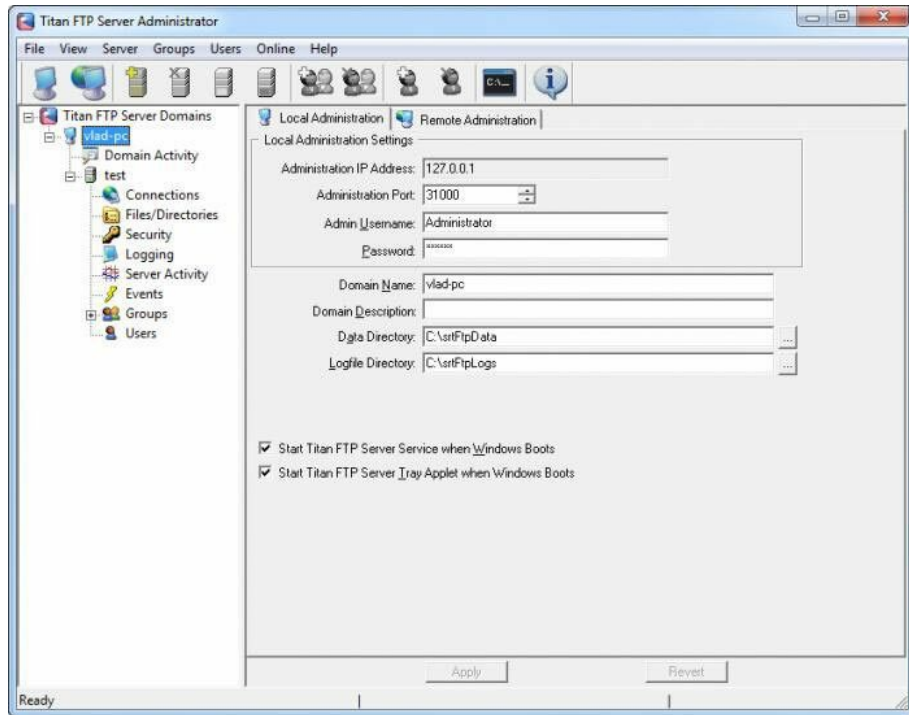 Titan FTP Server Administrator
File View Server Groups Users Online Help
C:\_
Titan FTP Server Domains
vlad-pc
Domain Activity
test
Connections
Files/Directories
Security
Logging
Server Activity
Events
Groups
Users
Local Administration
Remote Administration
Local Administration Settings
Administration IP Address: 127.0.0.1
Administration Port: 31000
Admin Username: Administrator
Password: ******
Domain Name: vlad-pc
Domain Description:
Data Directory: C:\srtFtpData ...
Logfile Directory: C:\srtFtpLogs ...
Start Titan FTP Server Service when Windows Boots
Start Titan FTP Server Tray Applet when Windows Boots
Apply Revert
Ready